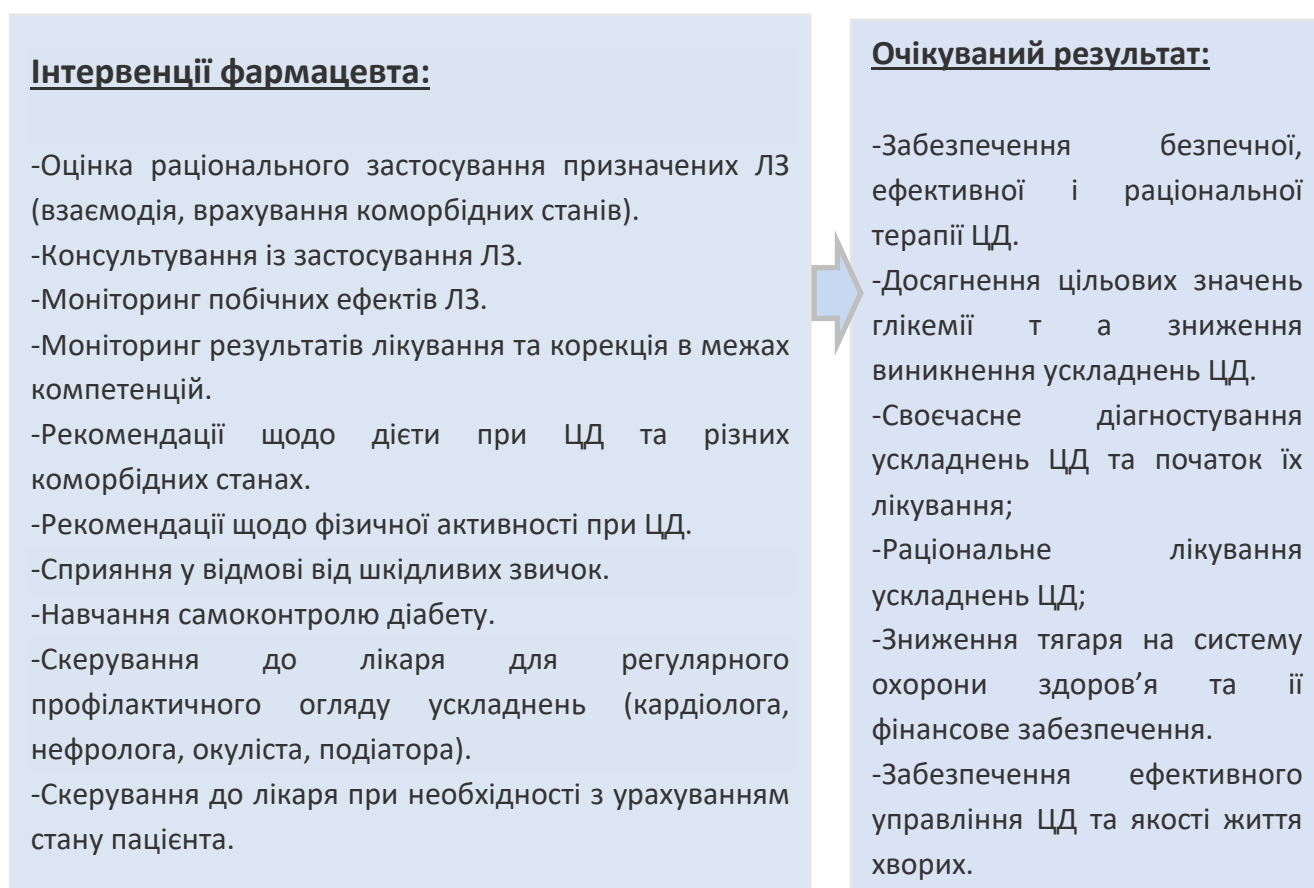 Інтервенції фармацевта:
-Оцінка раціонального застосування призначених ЛЗ
(взаємодія, врахування коморбідних станів).
-Консультування із застосування ЛЗ.
-Моніторинг побічних ефектів ЛЗ.
-Моніторинг результатів лікування та корекція в межах
компетенцій.
-Рекомендації щодо дієти при ЦД та різних
коморбідних станах.
-Рекомендації щодо фізичної активності при ЦД.
-Сприяння у відмові від шкідливих звичок.
-Навчання самоконтролю діабету.
-Скерування до лікаря для регулярного
профілактичного огляду ускладнень (кардіолога,
нефролога, окуліста, подіатора).
-Скерування до лікаря при необхідності з урахуванням
стану пацієнта.
Очікуваний результат:
-Забезпечення безпечної,
ефективної і раціональної
терапії ЦД.
-Досягнення цільових значень
глікемії т а зниження
виникнення ускладнень ЦД.
-Своєчасне діагностування
ускладнень ЦД та початок їх
лікування;
-Раціональне лікування
ускладнень ЦД;
-Зниження тягаря на систему
охорони здоров’я та її
фінансове забезпечення.
-Забезпечення ефективного
управління ЦД та якості життя
хворих.